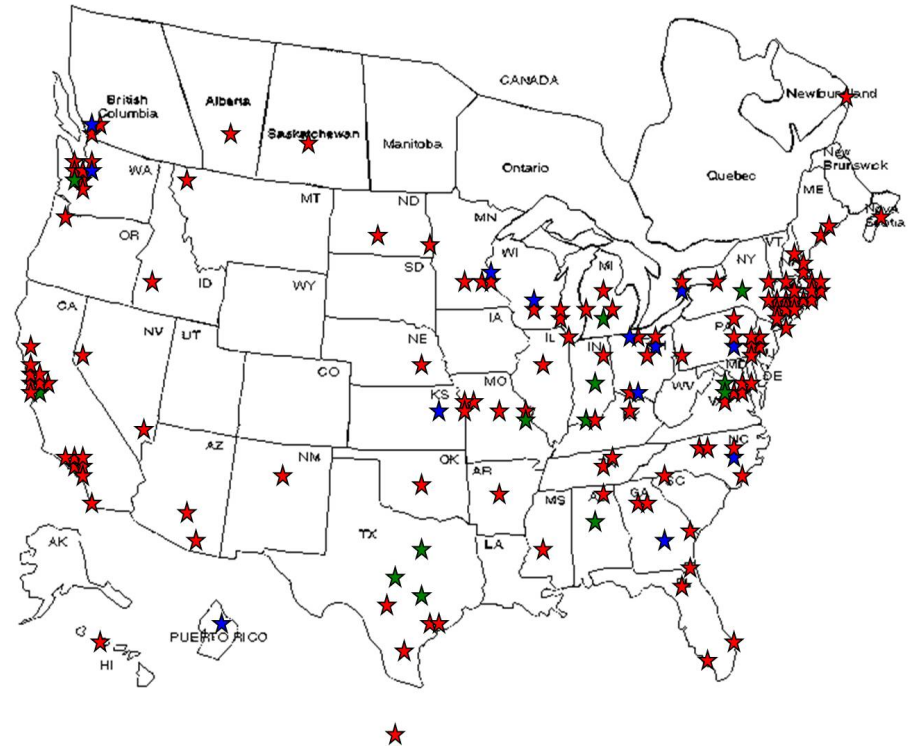 CANADA
British
Columbia
Alberta
Saskatchewan
Manitoba
Ontario
Quebec
Newfoundland
New
Brunswick
Nova
Scotia
WA
MT
ND
MN
ME
VT
OR
ID
SD
WI
MI
NY
WY
IA
CA
NV
UT
NE
IL
IN
PA
CO
KS
MO
WV
MD
DE
AZ
NM
OK
AR
NC
SC
MS
GA
TX
LA
AK
PUERTO RICO
HI